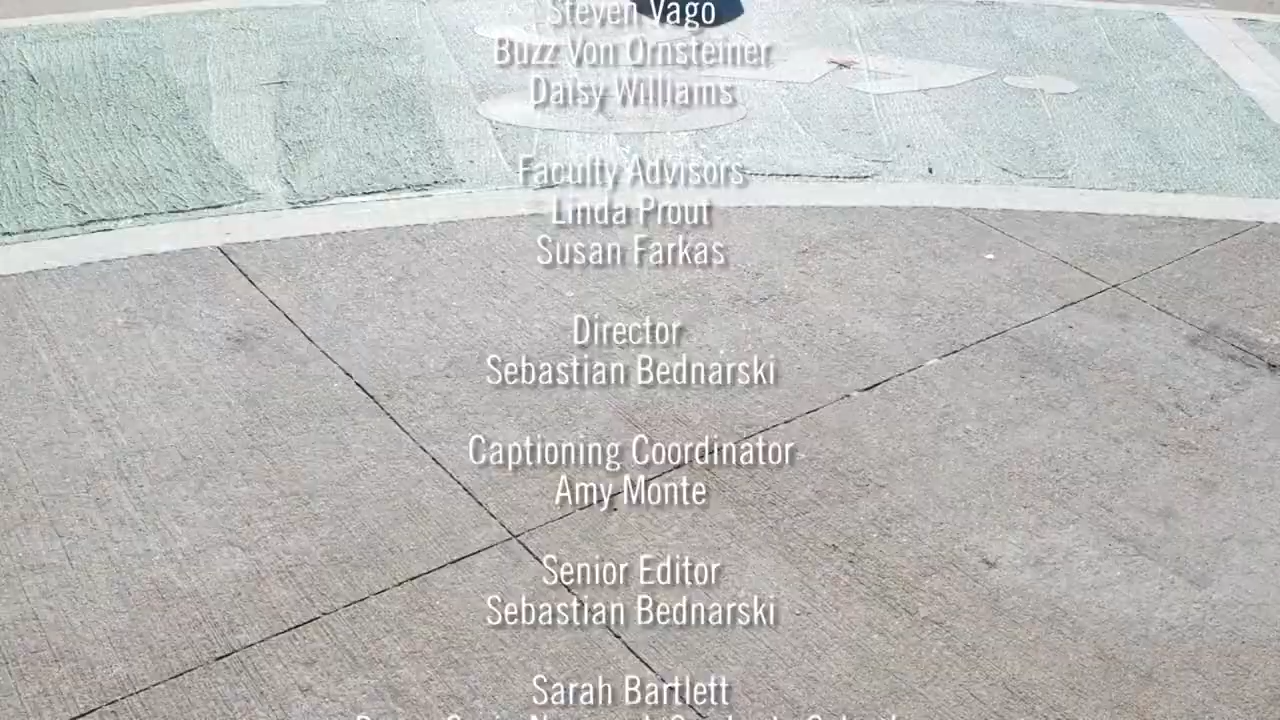 Steven Vago
Buzz Von Ornsteiner
Daisy Williams
Faculty Advisors
Linda Prout
Susan Farkas
Director
Sebastian Bednarski
Captioning Coordinator
Amy Monte
Senior Editor
Sebastian Bednarski
Sarah Bartlett